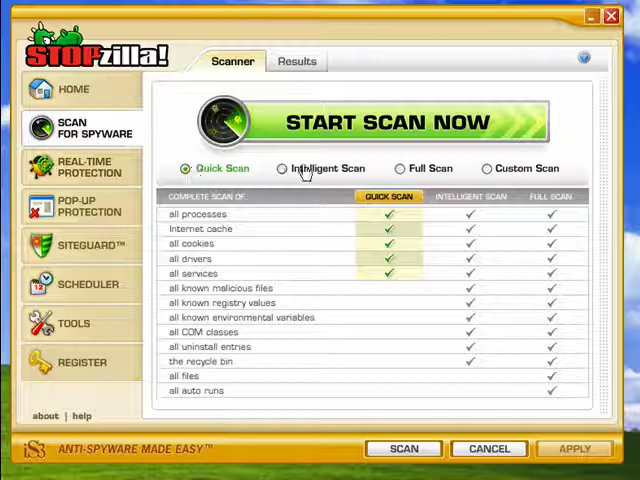 STOPzilla!
Scanner
Results
HOME
SCAN
FOR SPYWARE
REAL-TIME
PROTECTION
POP-UP
PROTECTION
SITEGUARD™
SCHEDULER
12
TOOLS
REGISTER
about | help
START SCAN NOW
Quick Scan
Intelligent Scan
Full Scan
Custom Scan
COMPLETE SCAN OF:
QUICK SCAN
INTELLIGENT SCAN
FULL SCAN
all processes
Internet cache
all cookies
all drivers
all services
all known malicious files
all known registry values
all known environmental variables
all COM classes
all uninstall entries
the recycle bin
all files
all auto runs
iS3
ANTI-SPYWARE MADE EASY™
SCAN
CANCEL
APPLY